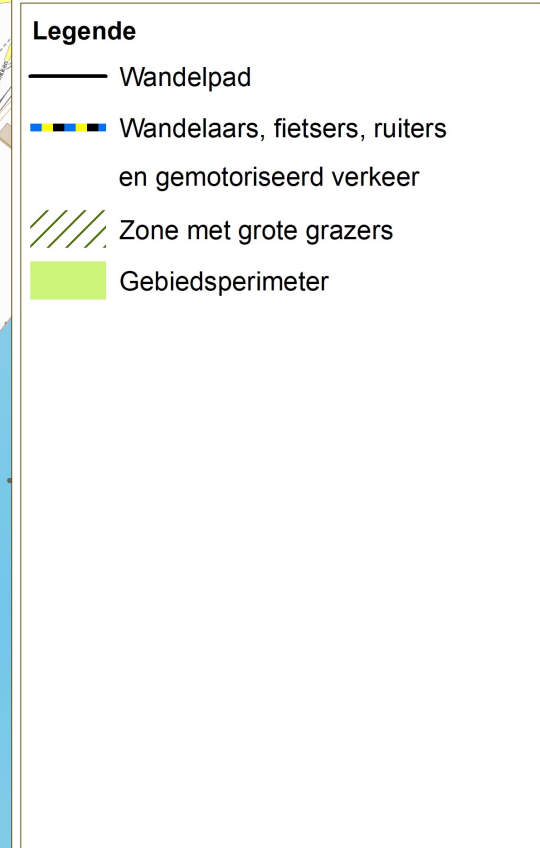 Legende
Wandelpad
Wandelaars, fietsers, ruiters
en gemotoriseerd verkeer
Zone met grote grazers
Gebiedsperimeter